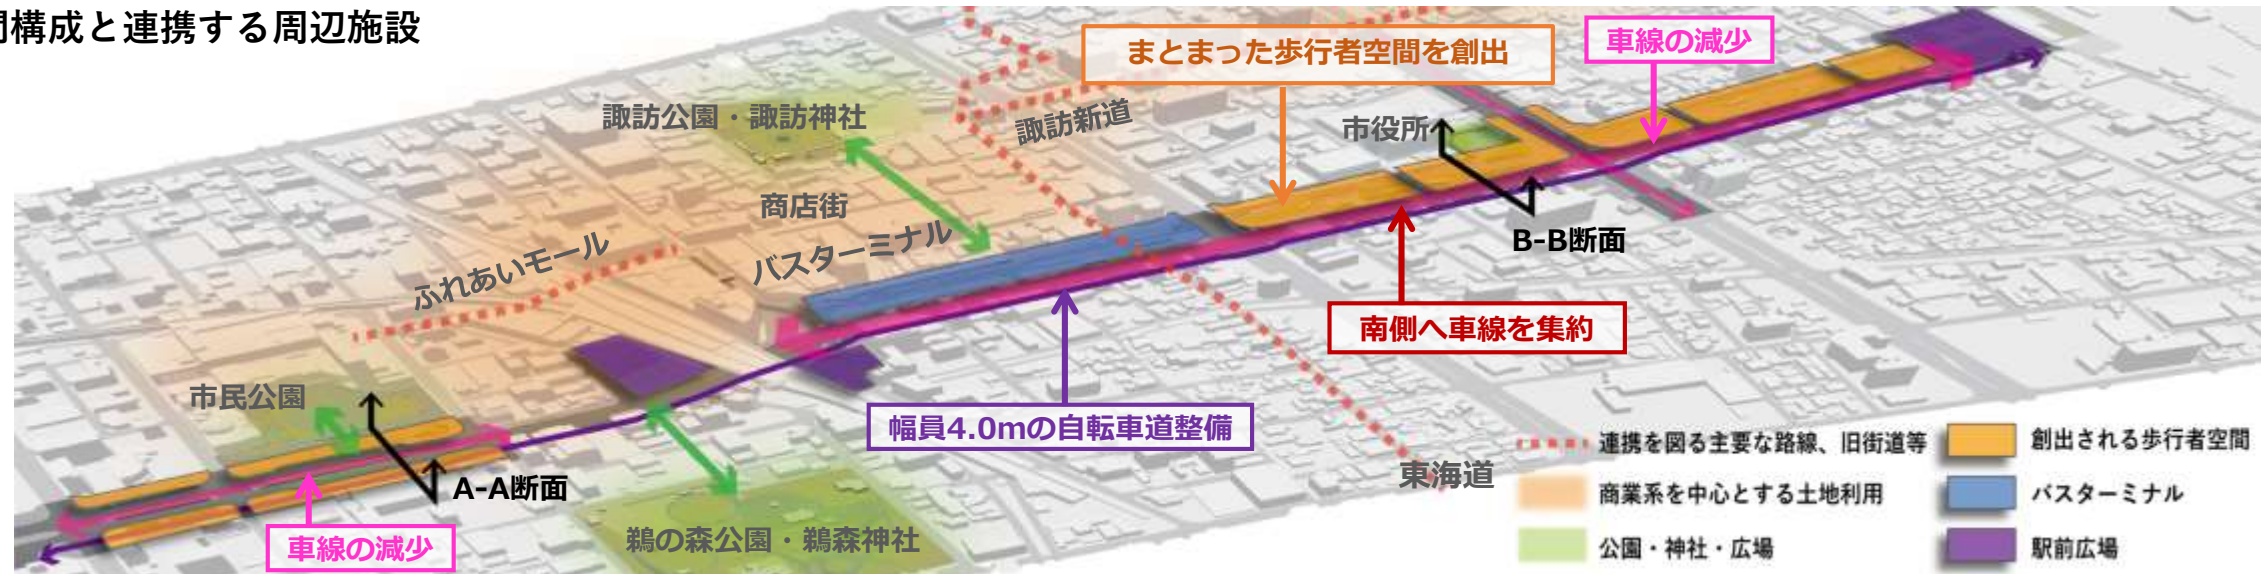 構成と連携する周辺施設
まとまった歩行者空間を創出
車線の減少
諏訪公園・諏訪神社
諏訪新道
市役所
商店街
バスターミナル
ふれあいモール
B-B断面
南側へ車線を集約
市民公園
幅員4.0mの自転車道整備
A-A断面
東海道
車線の減少
鵜の森公園・鵜森神社
連携を図る主要な路線、旧街道等
創出される歩行者空間
商業系を中心とする土地利用
バスターミナル
公園・神社・広場
駅前広場